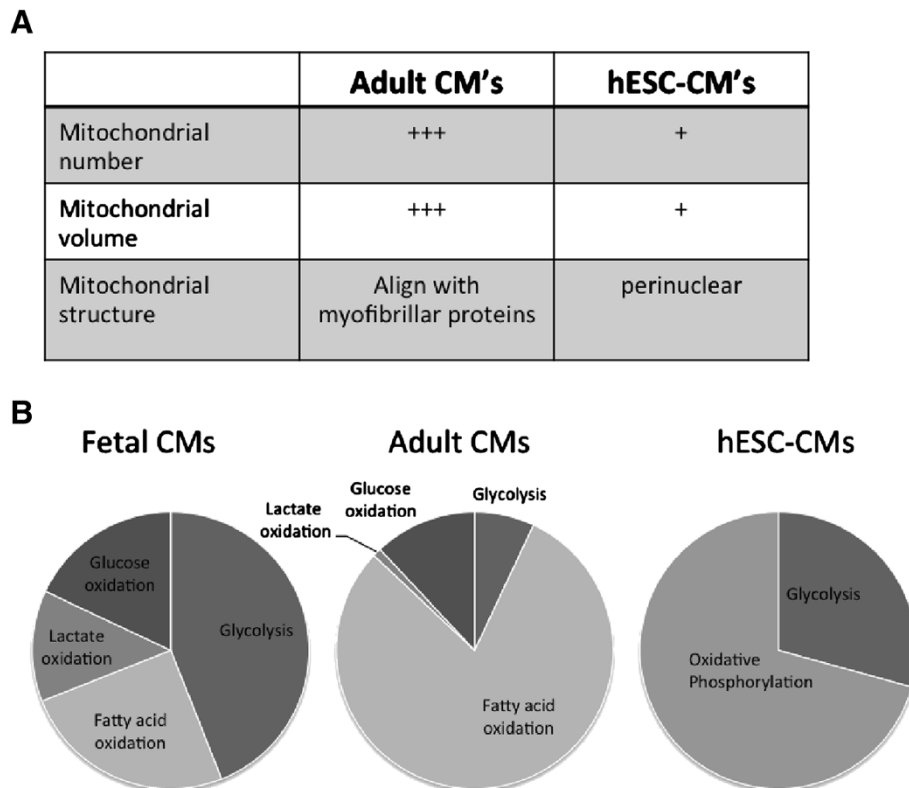 A
Adult CM's hESC-CM's
Mitochondrial +++ +
number
Mitochondrial +++ +
volume
Mitochondrial Align with perinuclear
structure myofibrillar proteins
B
Fetal CMs Adult CMs hESC-CMs
Glucose
oxidation
Lactate
oxidation
Fatty acid
oxidation
Glycolysis
Lactate
oxidation
Glucose
oxidation
Glycolysis
Fatty acid
oxidation
Glycolysis
Oxidative
Phosphorylation